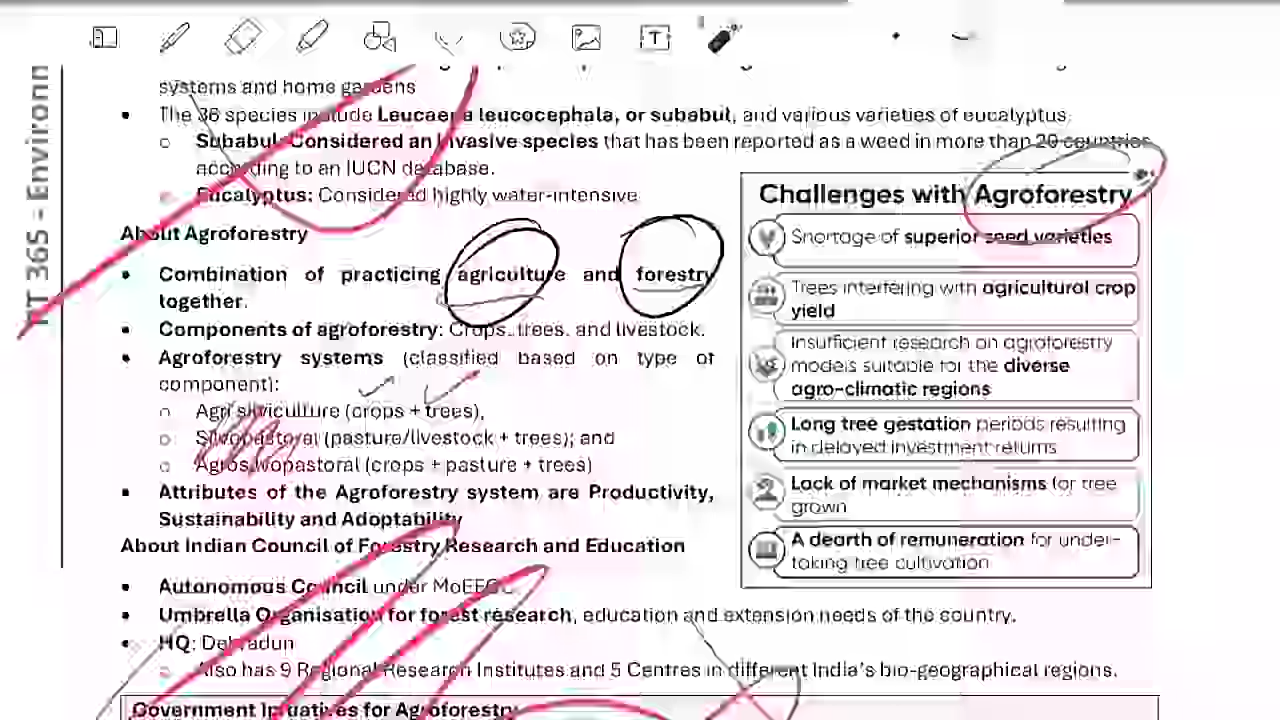 systems and home gardens
• The 36 species include Leucaena leucocephala, or subabul, and various varieties of eucalyptus
o Subabul: Considered an invasive species that has been reported as a weed in more than 20 countries
according to an IUCN database.
o Eucalyptus: Considered highly water-intensive
About Agroforestry
• Combination of practicing agriculture and forestry
together.
• Components of agroforestry: Crops, trees, and livestock.
• Agroforestry systems (classified based on type of
component):
o Agri silviculture (crops + trees),
o Silvopastoral (pasture/livestock + trees); and
o Agrosilvopastoral (crops + pasture + trees)
• Attributes of the Agroforestry system are Productivity,
Sustainability and Adoptability
About Indian Council of Forestry Research and Education
• Autonomous Council under MoEFCC
• Umbrella Organisation for forest research, education and extension needs of the country.
• HQ: Dehradun
o Also has 9 Regional Research Institutes and 5 Centres in different India's bio-geographical regions.
Government Initiatives for Agroforestry
Challenges with Agroforestry
Shortage of superior seed varieties
Trees interfering with agricultural crop
yield
Insufficient research on agroforestry
models suitable for the diverse
agro-climatic regions
Long tree gestation periods resulting
in delayed investment returns
Lack of market mechanisms for tree
grown
A dearth of remuneration for under-
taking tree cultivation
365 - Environ
T